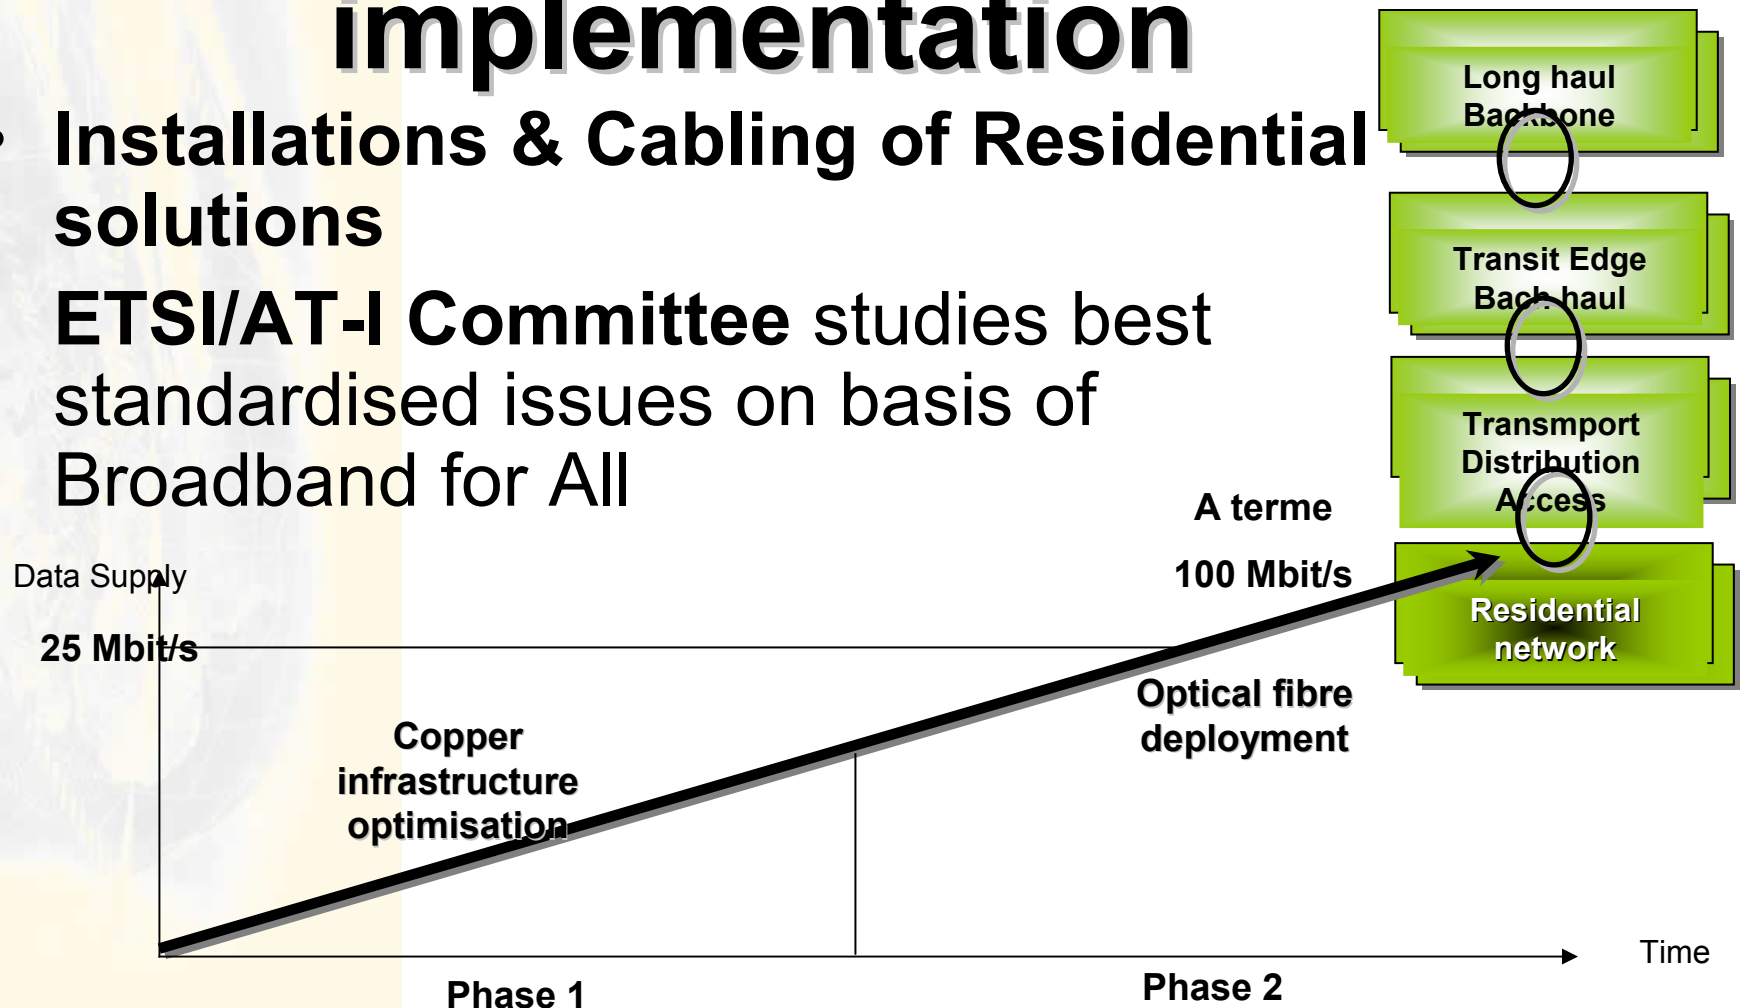 implementation
• Installations & Cabling of Residential
solutions
ETSI/AT-I Committee studies best
standardised issues on basis of
Broadband for All
Long haul
Backbone
Transit Edge
Bach haul
Transmport
Distribution
Access
Residential
network
A terme
100 Mbit/s
Data Supply
25 Mbit/s
Optical fibre
deployment
Copper
infrastructure
optimisation
Time
Phase 1
Phase 2